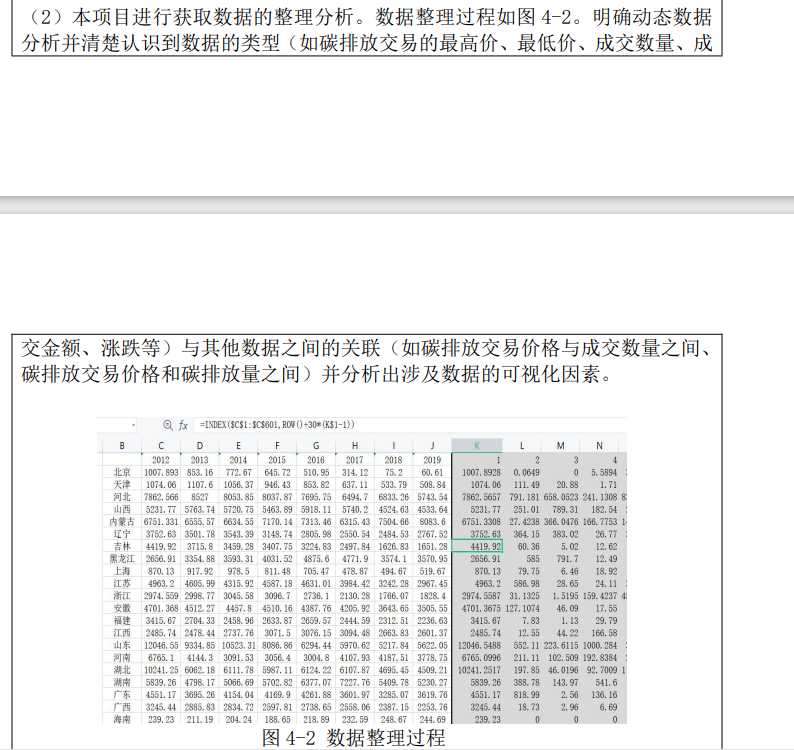 （2）本项目进行获取数据的整理分析。数据整理过程如图 4-2。明确动态数据
分析并清楚认识到数据的类型（如碳排放交易的最高价、最低价、成交数量、成
交金额、涨跌等）与其他数据之间的关联（如碳排放交易价格与成交数量之间、
碳排放交易价格和碳排放量之间）并分析出涉及数据的可视化因素。
fx =INDEX($C$1:$C$601,ROW()+30*(K$1-1))
B C D E F G H I J K L M N
2012 2013 2014 2015 2016 2017 2018 2019 1 2 3 4
北京 1007.893 853.16 772.67 645.72 510.95 314.12 75.2 60.61 1007.8928 0.0649 0 5.5894
天津 1074.06 1107.6 1056.37 946.43 853.82 637.11 533.79 508.84 1074.06 111.49 20.88 1.71
河北 7862.566 8527 8053.85 8037.87 7695.75 6494.7 6833.26 5743.54 7862.5657 791.181 658.0523 241.1308
山西 5231.77 5763.74 5720.75 5463.89 5918.11 5740.2 4524.63 4533.64 5231.77 251.01 789.31 182.54
内蒙古 6751.331 6555.57 6634.55 7170.14 7313.46 6315.43 7504.66 8083.6 6751.3308 27.4238 366.0476 166.7753
辽宁 3752.63 3501.78 3543.39 3148.74 2805.98 2550.54 2484.53 2767.52 3752.63 364.15 383.02 26.77
吉林 4419.92 3715.8 3459.28 3407.75 3224.83 2497.84 1626.83 1651.28 4419.92 60.36 5.02 12.62
黑龙江 2656.91 3354.88 3593.31 4031.52 4875.6 4771.9 3574.1 3570.95 2656.91 585 791.7 12.49
上海 870.13 917.92 978.5 811.48 705.47 478.87 494.67 519.67 870.13 79.75 6.46 18.92
江苏 4963.2 4605.99 4315.92 4587.18 4631.01 3984.42 3242.28 2967.45 4963.2 586.98 28.65 24.11
浙江 2974.559 2998.77 3045.58 3096.7 2736.1 2130.28 1766.07 1828.4 2974.5587 31.1325 1.5195 159.4237
安徽 4701.368 4512.27 4457.8 4510.16 4387.76 4205.92 3643.65 3505.55 4701.3675 127.1074 46.09 17.55
福建 3415.67 2704.33 2458.96 2633.87 2659.57 2444.59 2312.51 2236.63 3415.67 7.83 1.13 29.79
江西 2485.74 2478.44 2737.76 3071.5 3076.15 3094.48 2663.83 2601.37 2485.74 12.55 44.22 166.58
山东 12046.55 9334.85 10523.31 8086.86 6294.44 5970.62 5217.84 5622.05 12046.5488 552.11 223.6115 1000.284
河南 6765.1 4144.3 3091.53 3056.4 3004.8 4107.93 4187.51 3778.75 6765.0996 211.11 102.509 192.8384
湖北 10241.25 6062.18 6111.78 5987.11 6124.22 6107.87 4695.45 4509.21 10241.2517 197.85 46.0196 92.7009
湖南 5839.26 4798.17 5066.69 5702.82 6377.07 7227.76 5409.78 5230.27 5839.26 388.78 143.97 541.6
广东 4551.17 3695.26 4154.04 4169.9 4261.88 3601.97 3285.07 3619.76 4551.17 818.99 2.56 136.16
广西 3245.44 2885.83 2834.72 2597.81 2738.65 2558.06 2387.15 2253.76 3245.44 18.73 2.96 6.69
海南 239.23 211.19 204.24 188.65 218.89 232.59 248.67 244.69 239.23 0 0 0
图 4-2 数据整理过程